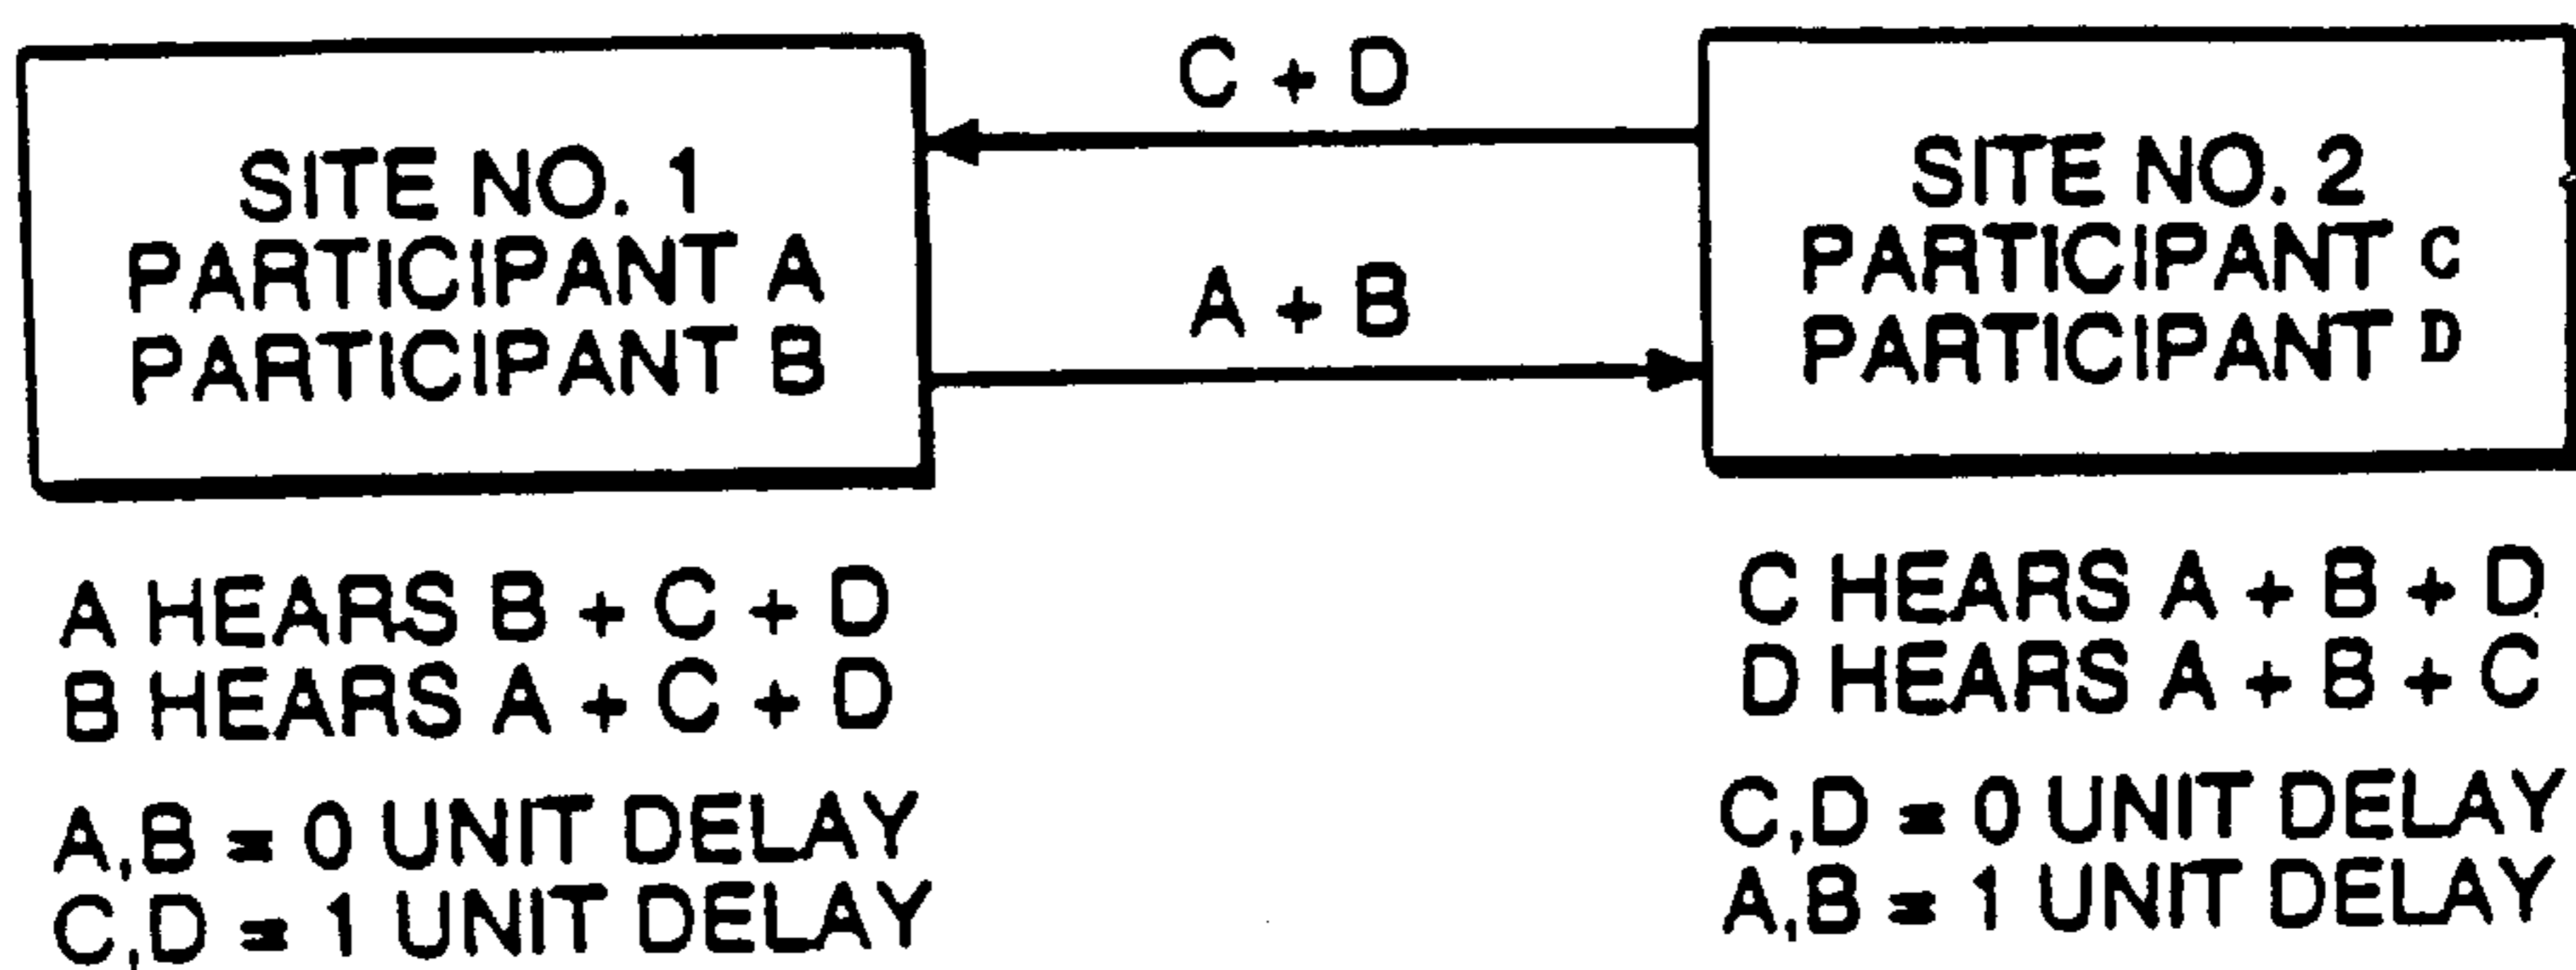 C + D
SITE NO. 1
PARTICIPANT A
PARTICIPANT B
A + B
SITE NO. 2
PARTICIPANT C
PARTICIPANT D
A HEARS B + C + D
B HEARS A + C + D
A,B = 0 UNIT DELAY
C,D = 1 UNIT DELAY
C HEARS A + B + D
D HEARS A + B + C
C,D = 0 UNIT DELAY
A,B = 1 UNIT DELAY